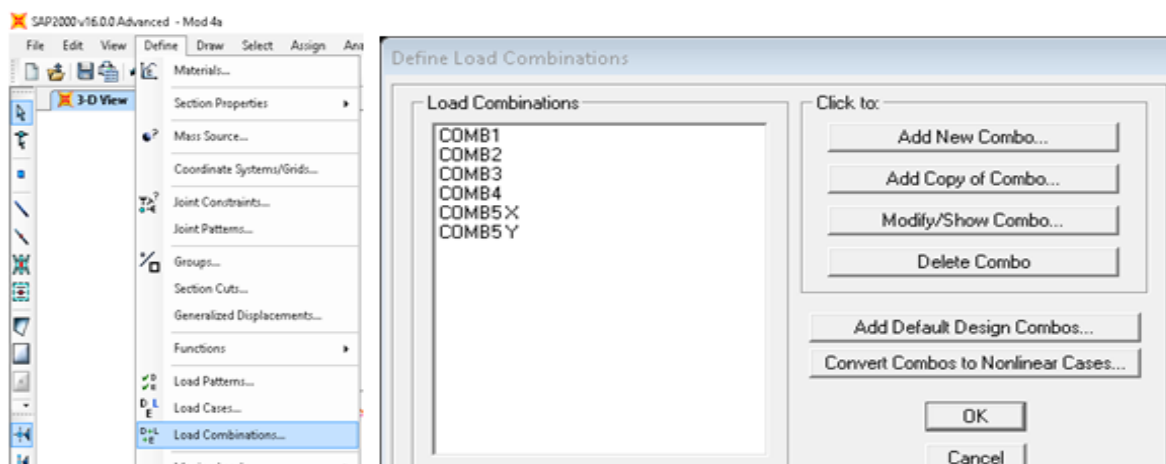 SAP2000 v16.0.0 Advanced - Mod 4a
File Edit View Define Draw Select Assign Ana
3-D View
Materials...
Section Properties
Mass Source...
Coordinate Systems/Grids...
Joint Constraints...
Joint Patterns...
Groups...
Section Cuts...
Generalized Displacements...
Functions
Load Patterns...
Load Cases...
Load Combinations...
Define Load Combinations
Load Combinations
COMB1
COMB2
COMB3
COMB4
COMB5X
COMB5Y
Click to:
Add New Combo...
Add Copy of Combo...
Modify/Show Combo...
Delete Combo
Add Default Design Combos...
Convert Combos to Nonlinear Cases...
OK
Cancel